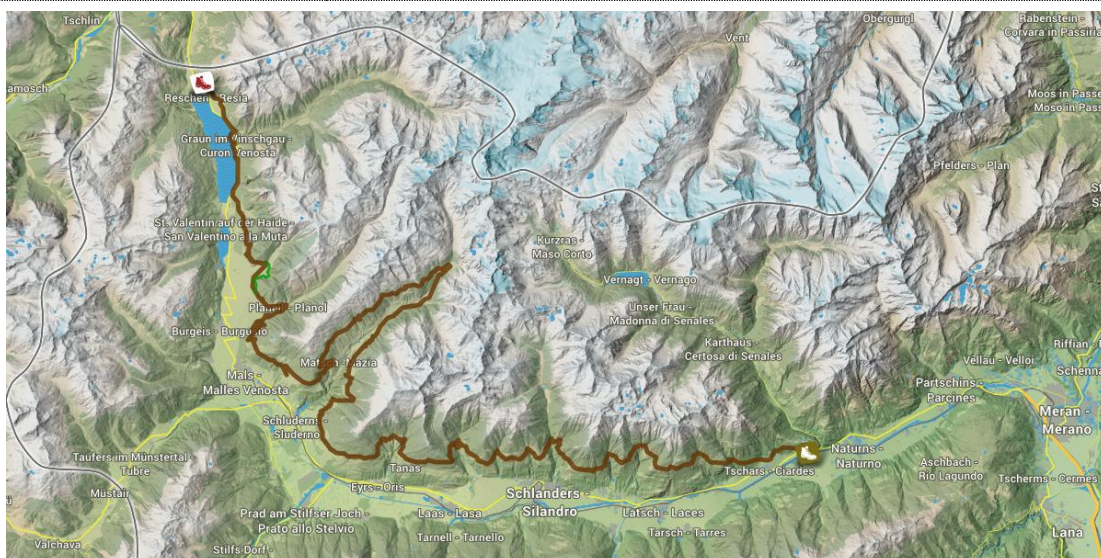 Tschlin
Obergurgl
Rabenstein -
Corvara in Passiria
Vent
amosch
Reschen - Resia
Moos in Passe
Moso in Pass
Graun im Vinschgau -
Curon Venosta
Pfelders - Plan
St. Valentin auf der Haide -
San Valentino alla Muta
Kurzras -
Maso Corto
Vernagt - Vernago
Planeil - Planol
Unser Frau -
Madonna di Senales
Burgeis - Burgusio
Karthaus -
Certosa di Senales
Riffian -
Vellau - Velloi
Schenna
Matsch - Mazia
Mals -
Malles Venosta
Partschins -
Parcines
Meran -
Merano
Schluderns -
Sluderno
Naturns -
Naturno
Taufers im Münstertal -
Tubre
Tanas
Tschars - Ciardes
Aschbach -
Rio Lagundo
Tscherms - Cermes
Müstair
Eyrs - Oris
Schlanders -
Silandro
Prad am Stilfser Joch -
Prato allo Stelvio
Laas - Lasa
Latsch - Laces
Lana
Tarnell - Tarnello
Tarsch - Tarres
Valchava
Stilfs Dorf -